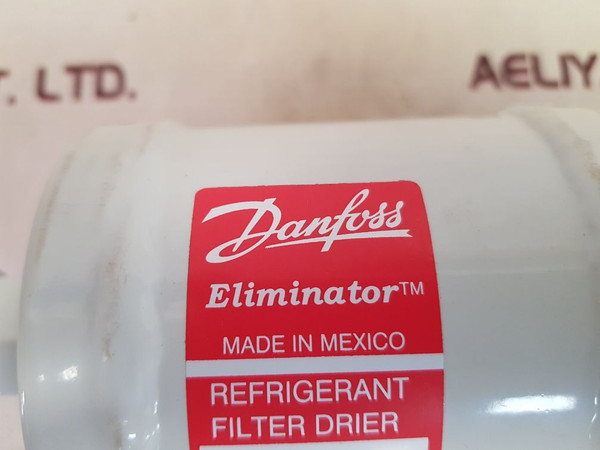 T. LTD.
AELIY
Danfoss
Eliminator™
MADE IN MEXICO
REFRIGERANT
FILTER DRIER